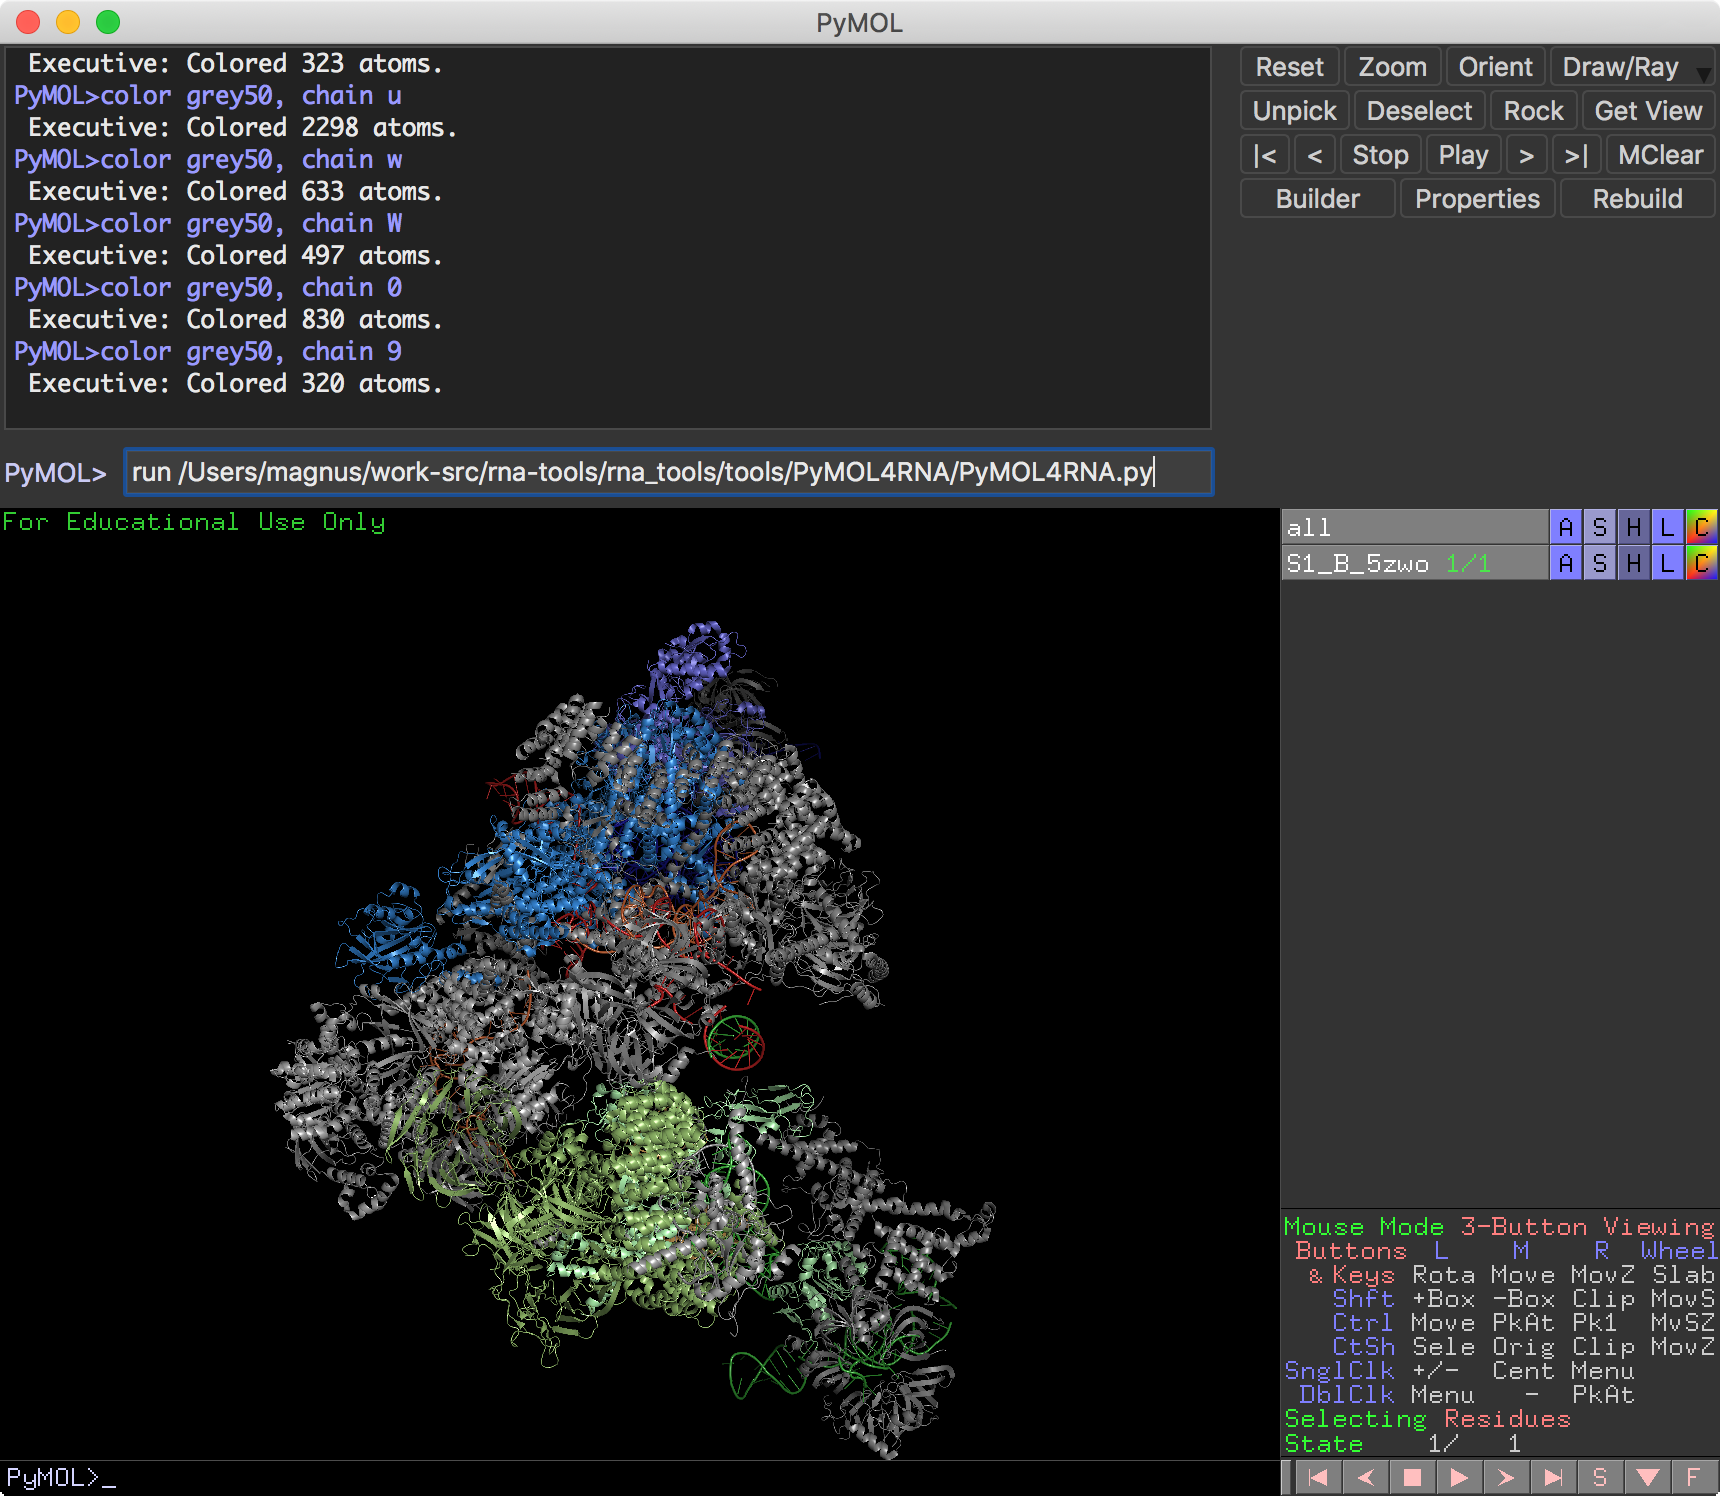 PyMOL
Executive: Colored 323 atoms.
PyMOL>color grey50, chain u
Executive: Colored 2298 atoms.
PyMOL>color grey50, chain w
Executive: Colored 633 atoms.
PyMOL>color grey50, chain W
Executive: Colored 497 atoms.
PyMOL>color grey50, chain 0
Executive: Colored 830 atoms.
PyMOL>color grey50, chain 9
Executive: Colored 320 atoms.
Reset Zoom Orient Draw/Ray
Unpick Deselect Rock Get View
|< < Stop Play > >| MClear
Builder Properties Rebuild
PyMOL> run /Users/magnus/work-src/rna-tools/rna_tools/tools/PyMOL4RNA/PyMOL4RNA.py
For Educational Use Only
all A S H L C
S1_B_5zwo 1/1 A S H L C
Mouse Mode 3-Button Viewing
Buttons L M R Wheel
& Keys Rota Move MovZ Slab
Shft +Box -Box Clip MovS
Ctrl Move PkAt Pk1 MvSZ
CtSh Sele Orig Clip MovZ
SnglClk +/- Cent Menu
DblClk Menu - PkAt
Selecting Residues
State 1/ 1
PyMOL>_
S F